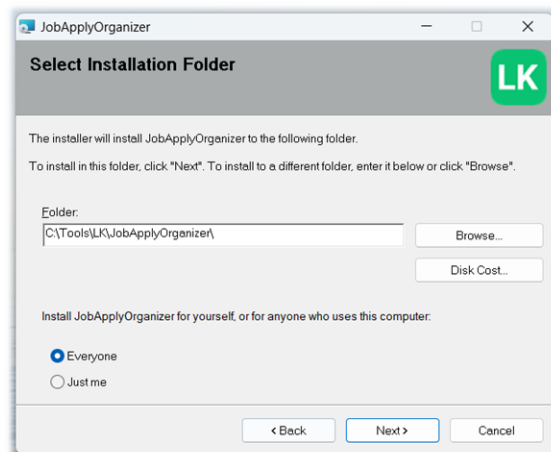 JobApplyOrganizer
Select Installation Folder
LK
The installer will install JobApplyOrganizer to the following folder.
To install in this folder, click "Next". To install to a different folder, enter it below or click "Browse".
Folder:
C:\Tools\LK\JobApplyOrganizer\
Browse...
Disk Cost...
Install JobApplyOrganizer for yourself, or for anyone who uses this computer:
Everyone
Just me
< Back
Next >
Cancel